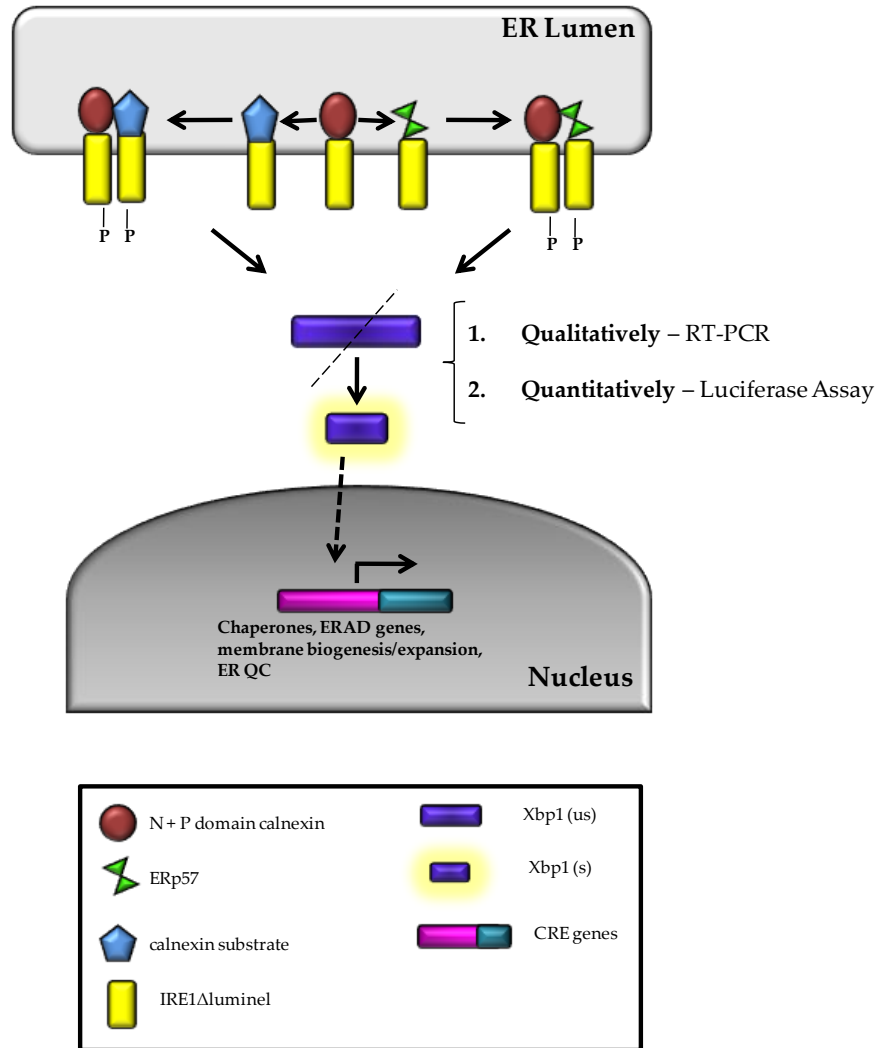 ER Lumen
P P
P P
1. Qualitatively – RT-PCR
2. Quantitatively – Luciferase Assay
Chaperones, ERAD genes,
membrane biogenesis/expansion,
ER QC
Nucleus
N + P domain calnexin
ERp57
calnexin substrate
IRE1Δluminel
Xbp1 (us)
Xbp1 (s)
CRE genes